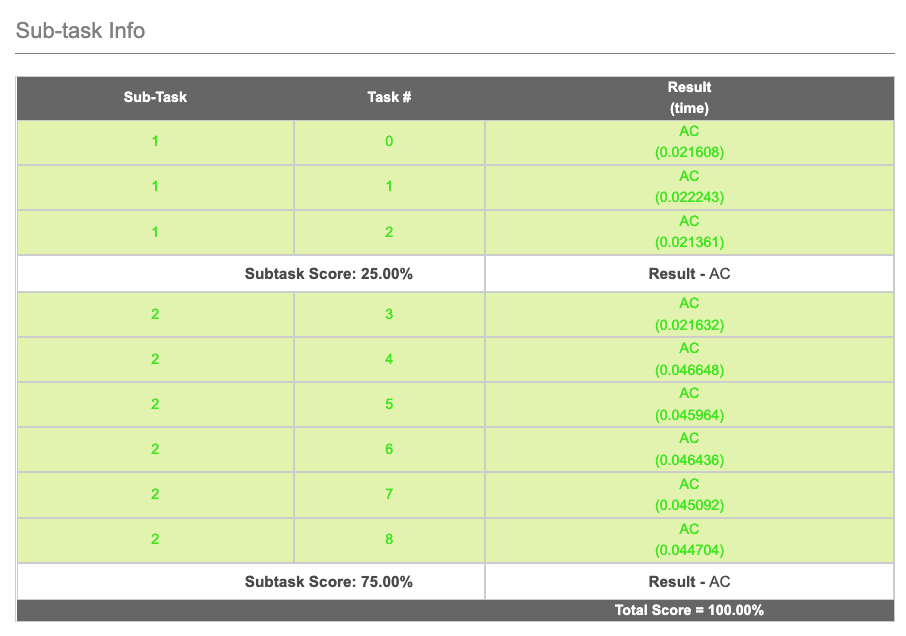 Sub-task Info
Sub-Task Task # Result
(time)
1 0 AC
(0.021608)
1 1 AC
(0.022243)
1 2 AC
(0.021361)
Subtask Score: 25.00% Result - AC
2 3 AC
(0.021632)
2 4 AC
(0.046648)
2 5 AC
(0.045964)
2 6 AC
(0.046436)
2 7 AC
(0.045092)
2 8 AC
(0.044704)
Subtask Score: 75.00% Result - AC
Total Score = 100.00%